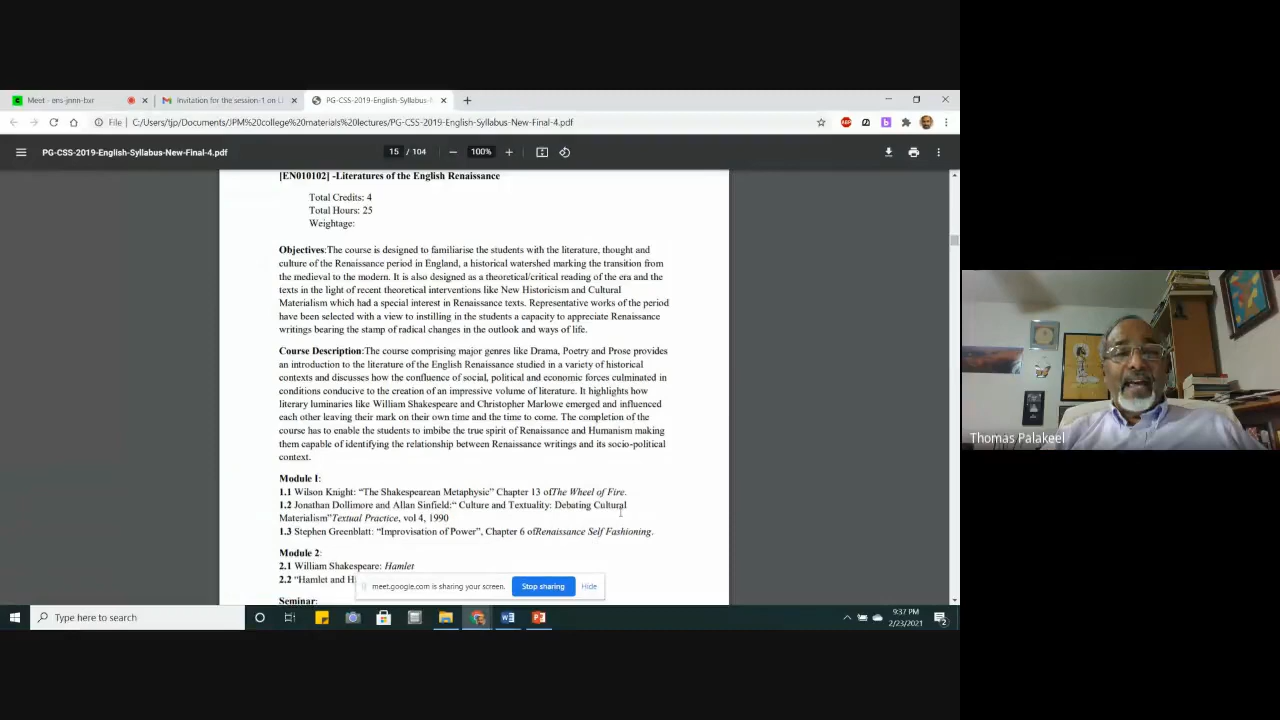 Meet - ens-jnnn-bxr
Invitation for the session-1 on Li
PG-CSS-2019-English-Syllabus-N
File
C:/Users/tjp/Documents/JPM%20college%20materials%20lectures/PG-CSS-2019-English-Syllabus-New-Final-4.pdf
PG-CSS-2019-English-Syllabus-New-Final-4.pdf
15 / 104
100%
[EN010102] -Literatures of the English Renaissance
Total Credits: 4
Total Hours: 25
Weightage:
Objectives:The course is designed to familiarise the students with the literature, thought and
culture of the Renaissance period in England, a historical watershed marking the transition from
the medieval to the modern. It is also designed as a theoretical/critical reading of the era and the
texts in the light of recent theoretical interventions like New Historicism and Cultural
Materialism which had a special interest in Renaissance texts. Representative works of the period
have been selected with a view to instilling in the students a capacity to appreciate Renaissance
writings bearing the stamp of radical changes in the outlook and ways of life.
Course Description:The course comprising major genres like Drama, Poetry and Prose provides
an introduction to the literature of the English Renaissance studied in a variety of historical
contexts and discusses how the confluence of social, political and economic forces culminated in
conditions conducive to the creation of an impressive volume of literature. It highlights how
literary luminaries like William Shakespeare and Christopher Marlowe emerged and influenced
each other leaving their mark on their own time and the time to come. The completion of the
course has to enable the students to imbibe the true spirit of Renaissance and Humanism making
them capable of identifying the relationship between Renaissance writings and its socio-political
context.
Module I:
1.1 Wilson Knight: “The Shakespearean Metaphysic” Chapter 13 ofThe Wheel of Fire.
1.2 Jonathan Dollimore and Allan Sinfield:“ Culture and Textuality: Debating Cultural
Materialism”Textual Practice, vol 4, 1990
1.3 Stephen Greenblatt: “Improvisation of Power”, Chapter 6 ofRenaissance Self Fashioning.
Module 2:
2.1 William Shakespeare: Hamlet
2.2 “Hamlet and H
Seminar:
meet.google.com is sharing your screen.
Stop sharing
Hide
Type here to search
9:37 PM
2/23/2021
Thomas Palakeel